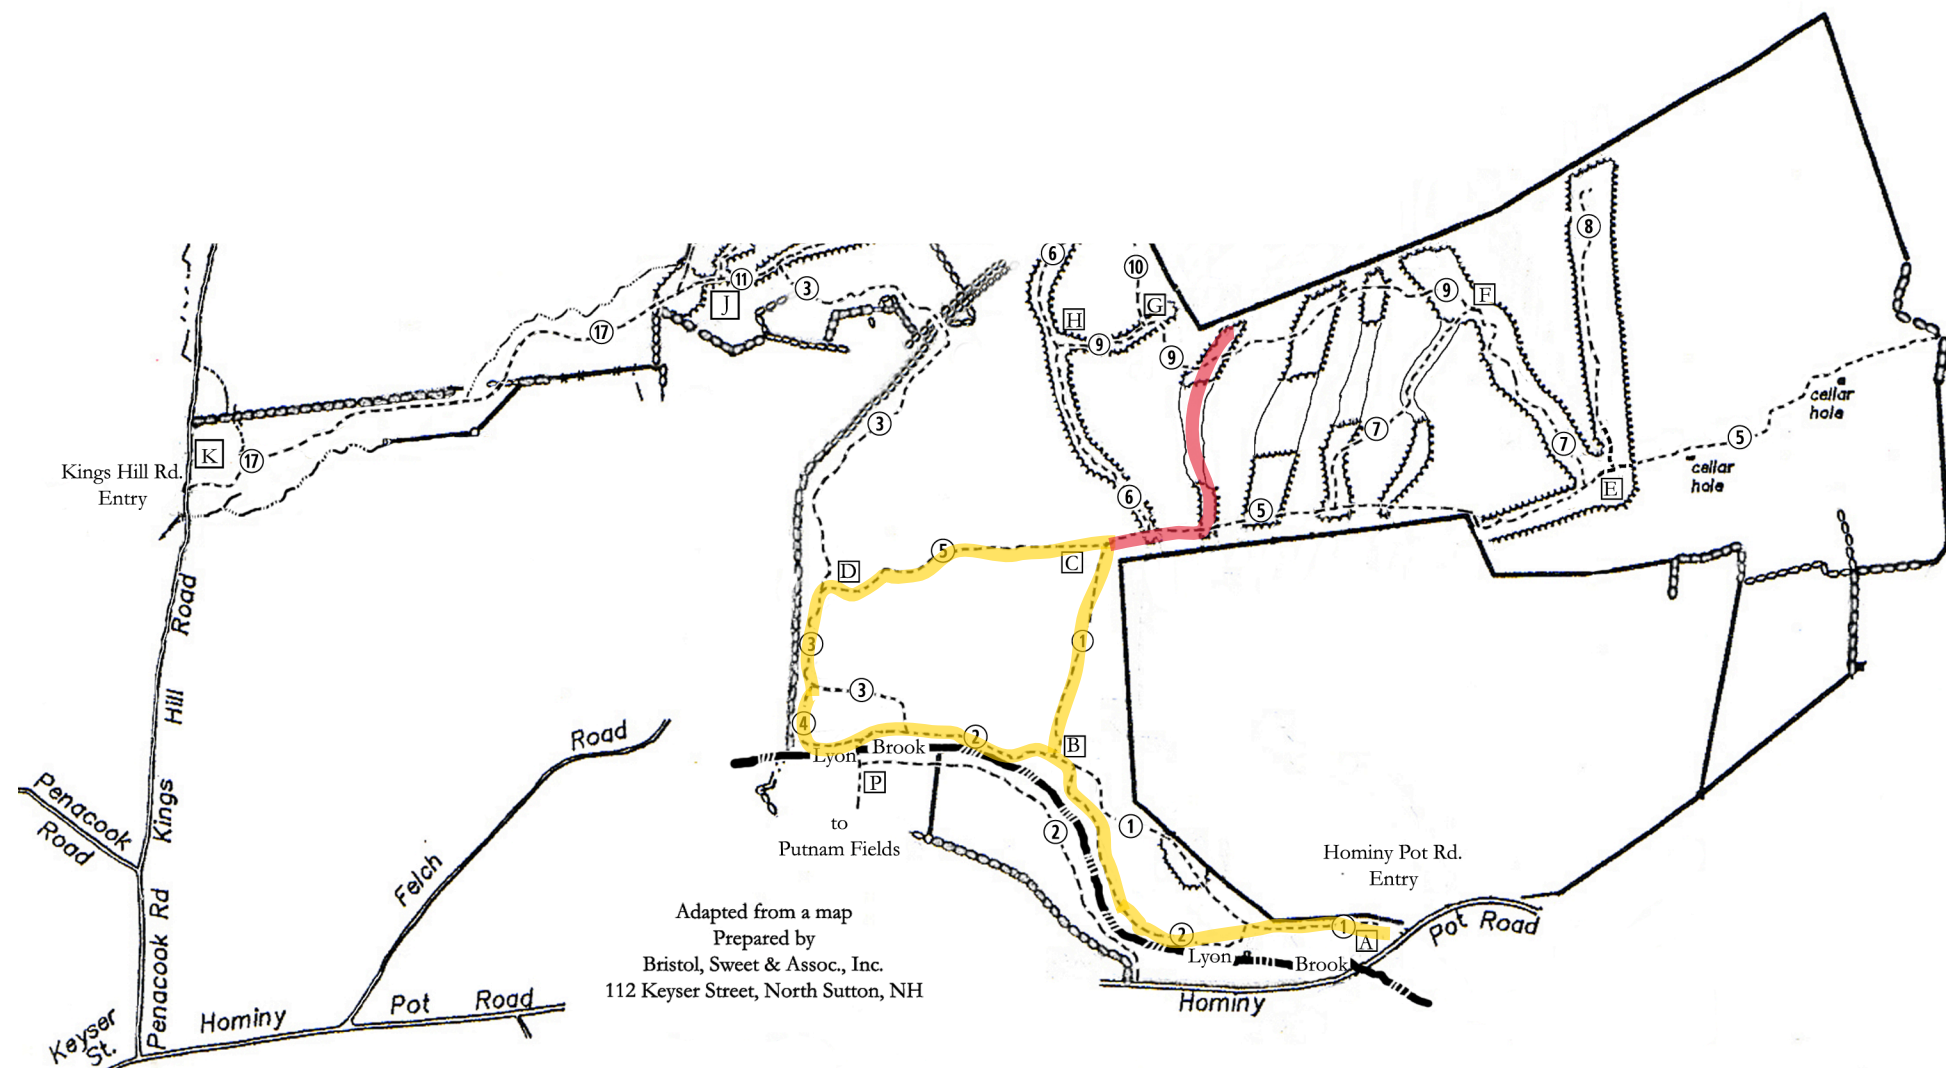 8
6
10
11
3
J
H
G
9
F
17
9
9
9
cellar
hole
3
7
7
5
K
17
Kings Hill Rd.
Entry
cellar
hole
E
6
5
5
C
D
Road
3
1
3
Hill
4
2
B
Road
Lyon
Brook
P
Kings
Penacook
Road
to
Putnam Fields
2
1
Hominy Pot Rd.
Entry
Felch
Penacook Rd
Adapted from a map
Prepared by
Bristol, Sweet & Assoc., Inc.
112 Keyser Street, North Sutton, NH
2
1
A
Pot Road
Lyon
Brook
Hominy
Hominy
Pot
Road
Keyser
St.